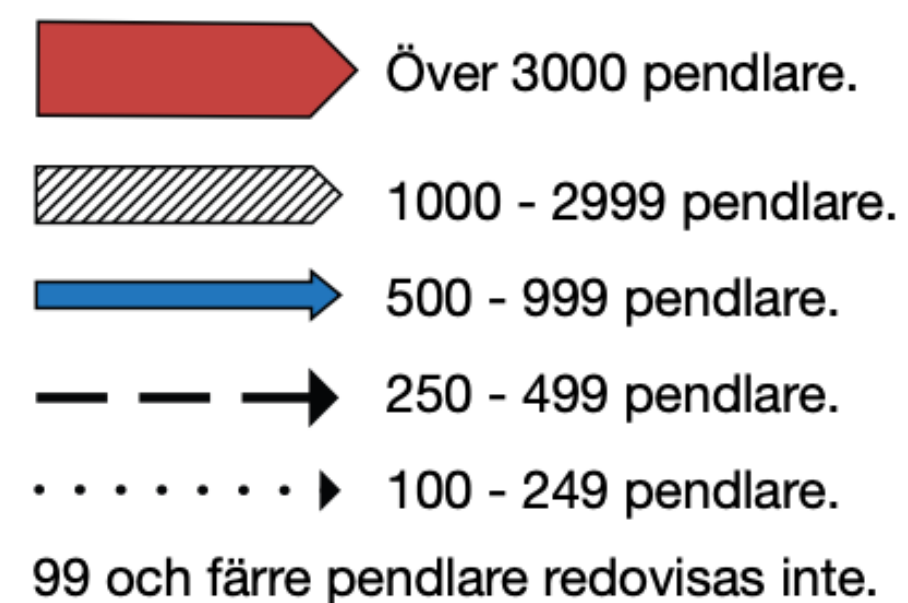 Över 3000 pendlare.
1000 - 2999 pendlare.
500 - 999 pendlare.
250 - 499 pendlare.
100 - 249 pendlare.
99 och färre pendlare redovisas inte.